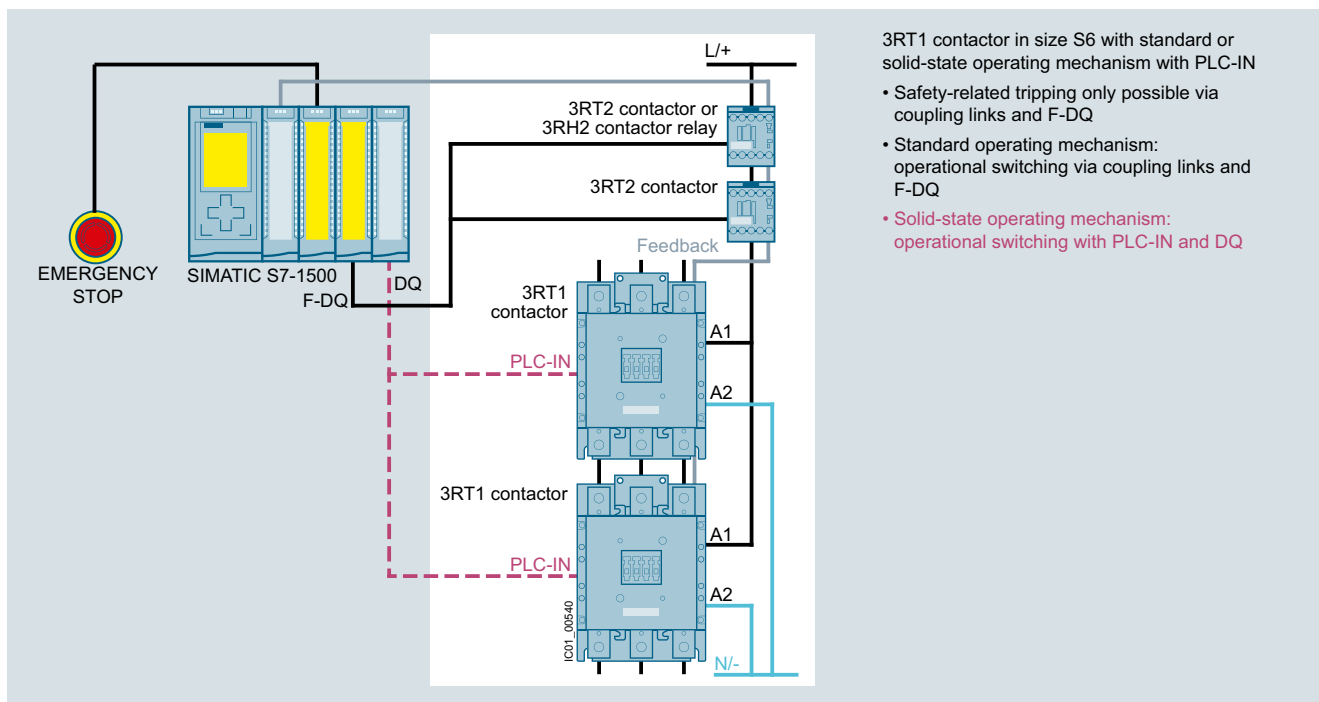 L/+
3RT2 contactor or
3RH2 contactor relay
3RT2 contactor
Feedback
EMERGENCY
STOP
SIMATIC S7-1500
F-DQ
DQ
3RT1
contactor
A1
PLC-IN
A2
3RT1 contactor
A1
PLC-IN
A2
IC01_00540
N/-
3RT1 contactor in size S6 with standard or
solid-state operating mechanism with PLC-IN
• Safety-related tripping only possible via
coupling links and F-DQ
• Standard operating mechanism:
operational switching via coupling links and
F-DQ
• Solid-state operating mechanism:
operational switching with PLC-IN and DQ